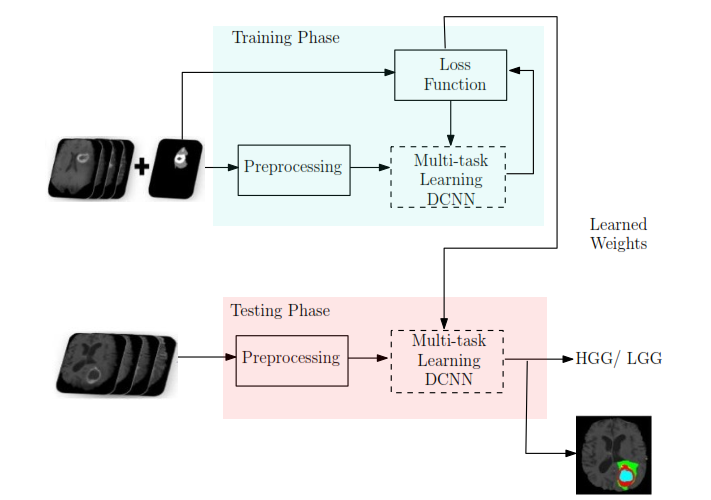 Training Phase
Loss
Function
Preprocessing
Multi-task
Learning
DCNN
Learned
Weights
Testing Phase
Preprocessing
Multi-task
Learning
DCNN
HGG/ LGG